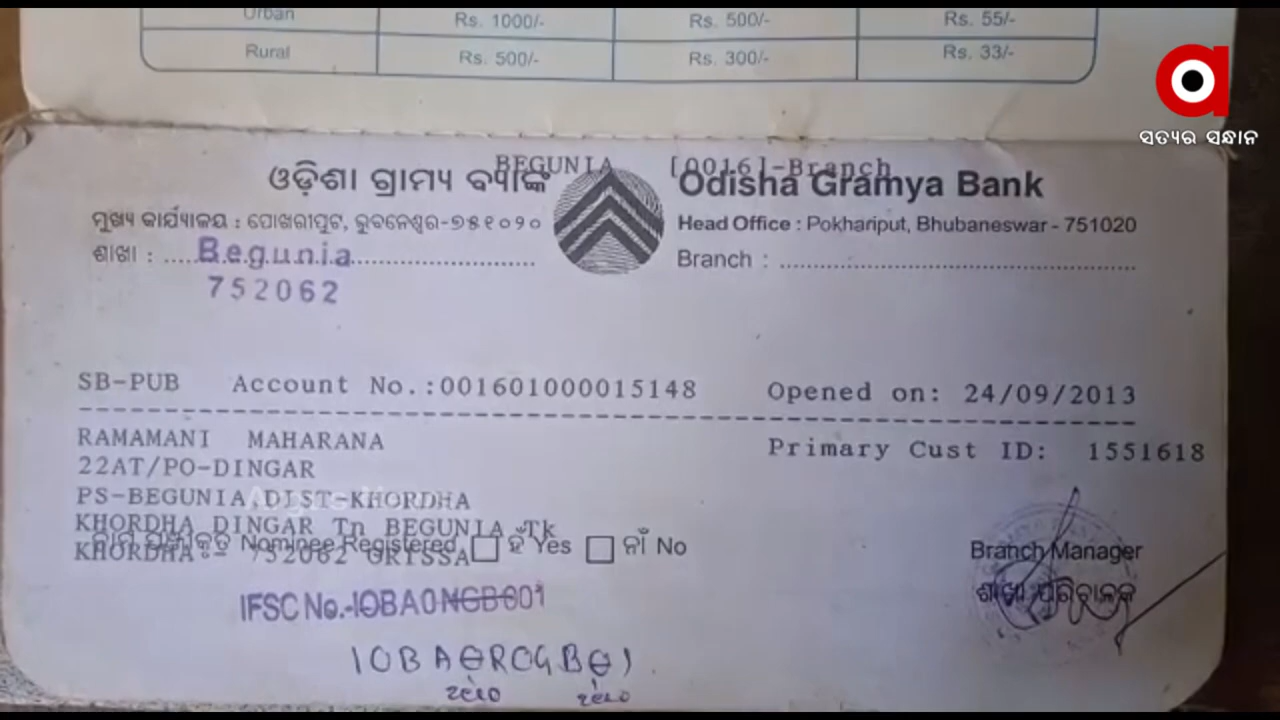 Urban Rs. 1000/- Rs. 500/- Rs. 55/-
Rural Rs. 500/- Rs. 300/- Rs. 33/-
ସତ୍ୟର ସନ୍ଧାନ
BEGUNIA [0016]-Branch
ଓଡ଼ିଶା ଗ୍ରାମ୍ୟ ବ୍ୟାଙ୍କ Odisha Gramya Bank
ମୁଖ୍ୟ କାର୍ଯ୍ୟାଳୟ : ପୋଖରୀପୁଟ, ଭୁବନେଶ୍ୱର-୭୫୧୦୨୦ Head Office : Pokhariput, Bhubaneswar - 751020
ଶାଖା : Begunia Branch :
752062
SB-PUB Account No.:001601000015148 Opened on: 24/09/2013
RAMAMANI MAHARANA Primary Cust ID: 1551618
22AT/PO-DINGAR
PS-BEGUNIA,DIST-KHORDHA
KHORDHA DINGAR Tn BEGUNIA Tk
Nominee Registered ହଁ Yes ନାଁ No
KHORDHA - 752062 ORISSA
Branch Manager
ଶାଖା ପରିଚାଳକ
IFSC No.-IOBA0NGB001
IOBA0ROGB01
zero zero